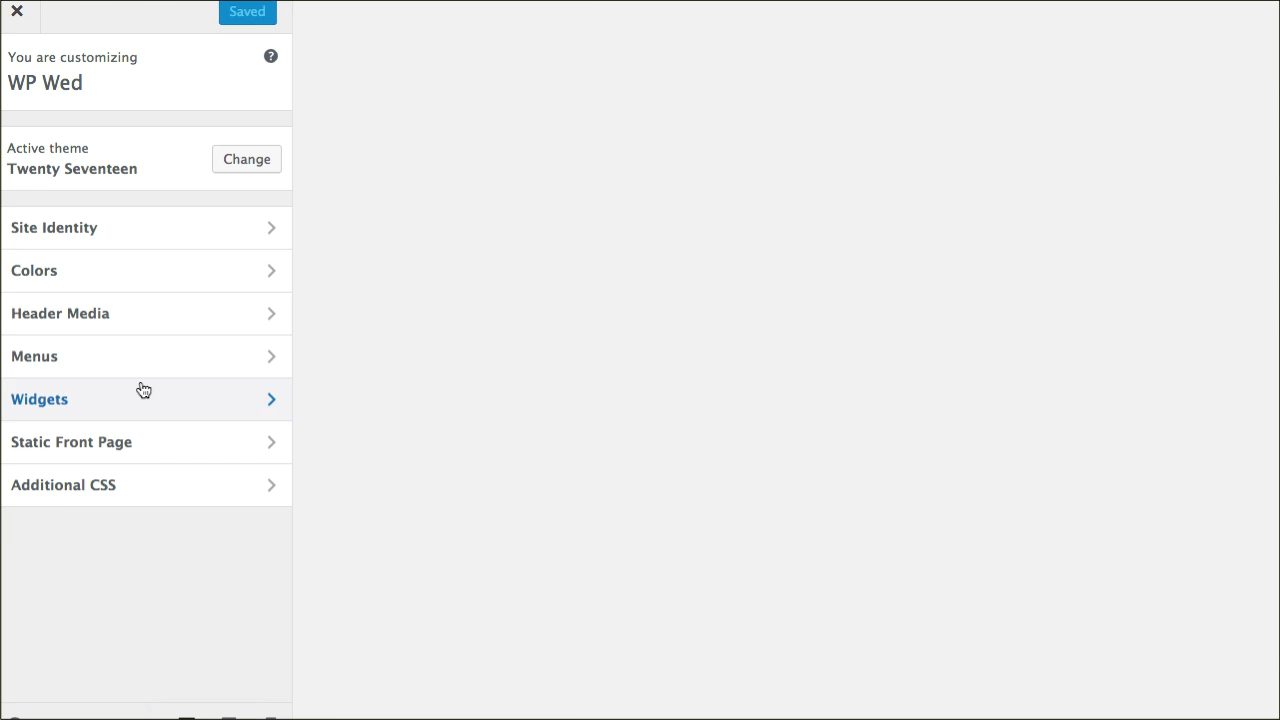 Saved
You are customizing
WP Wed
Active theme
Twenty Seventeen
Change
Site Identity
Colors
Header Media
Menus
Widgets
Static Front Page
Additional CSS